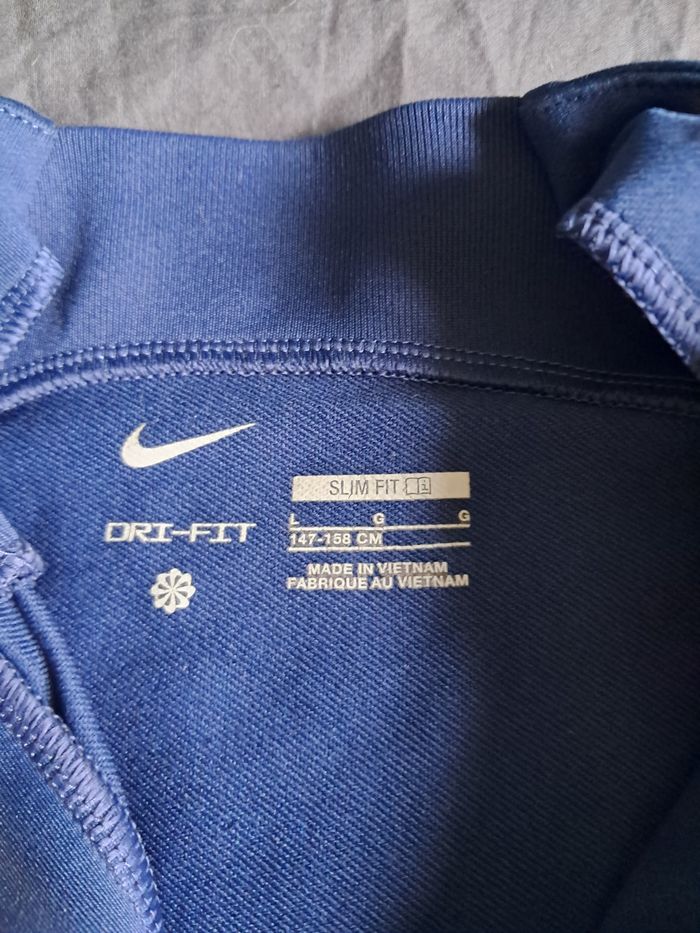 SLIM FIT
DRI-FIT
L G G
147-158 CM
MADE IN VIETNAM
FABRIQUE AU VIETNAM